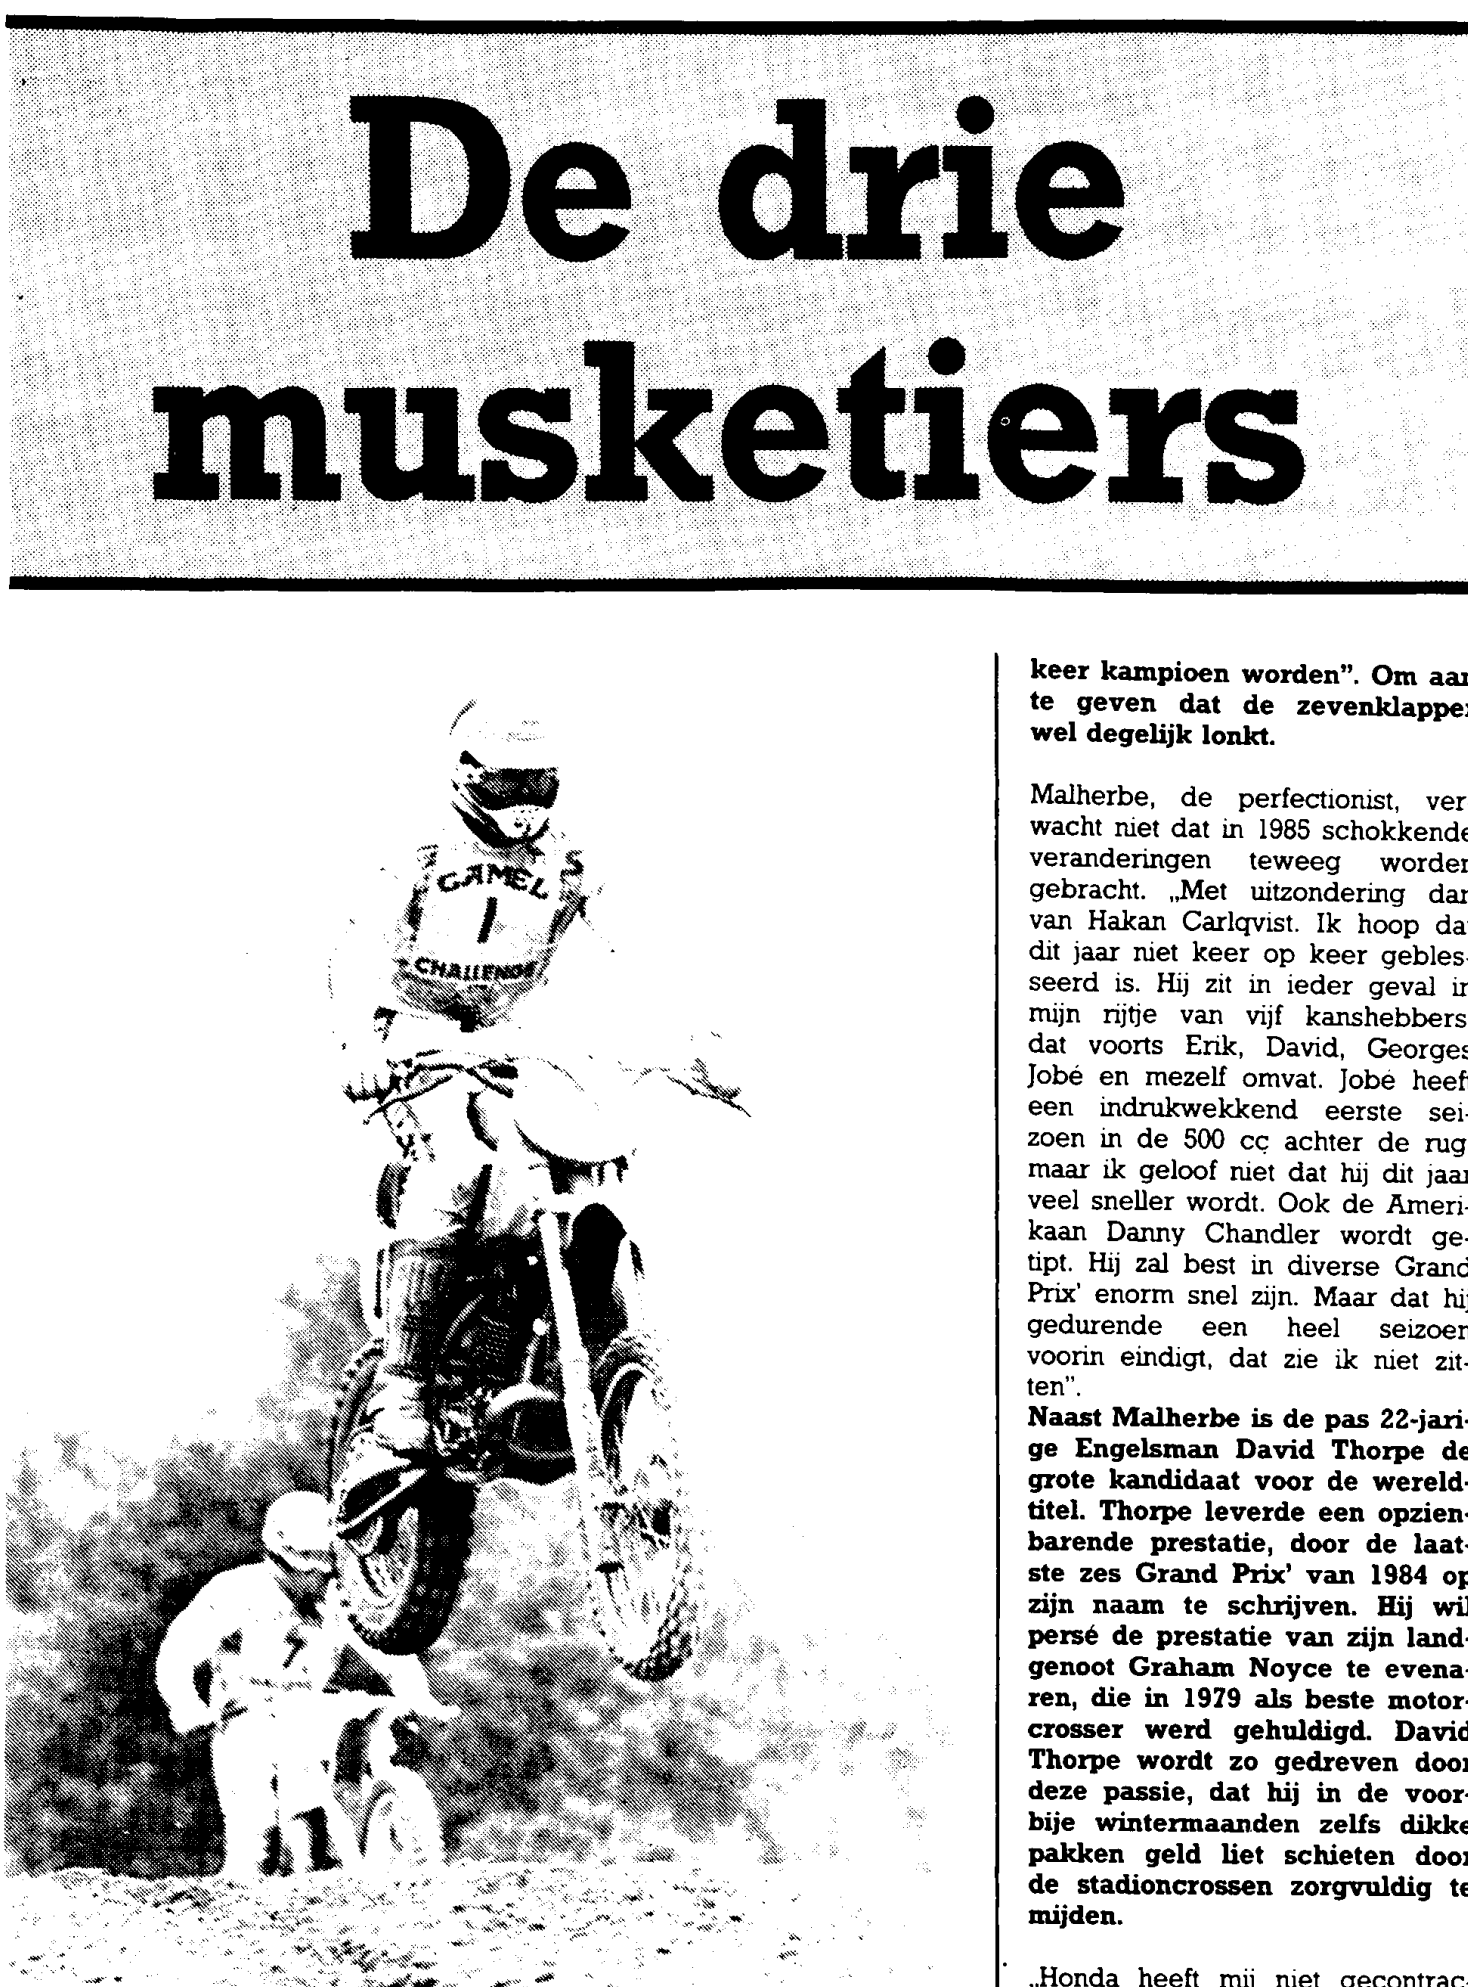 De drie
musketiers
CAMEL
1
CHALLENGE
7
keer kampioen worden”. Om aan
te geven dat de zevenklapper
wel degelijk lonkt.
Malherbe, de perfectionist, ver-
wacht niet dat in 1985 schokkende
veranderingen teweeg worden
gebracht. „Met uitzondering dan
van Hakan Carlqvist. Ik hoop dat
dit jaar niet keer op keer gebles-
seerd is. Hij zit in ieder geval in
mijn rijtje van vijf kanshebbers,
dat voorts Erik, David, Georges
Jobé en mezelf omvat. Jobé heeft
een indrukwekkend eerste sei-
zoen in de 500 cc achter de rug,
maar ik geloof niet dat hij dit jaar
veel sneller wordt. Ook de Ameri-
kaan Danny Chandler wordt ge-
tipt. Hij zal best in diverse Grand
Prix' enorm snel zijn. Maar dat hij
gedurende een heel seizoen
voorin eindigt, dat zie ik niet zit-
ten”.
Naast Malherbe is de pas 22-jari-
ge Engelsman David Thorpe de
grote kandidaat voor de wereld-
titel. Thorpe leverde een opzien-
barende prestatie, door de laat-
ste zes Grand Prix' van 1984 op
zijn naam te schrijven. Hij wil
persé de prestatie van zijn land-
genoot Graham Noyce te evena-
ren, die in 1979 als beste motor-
crosser werd gehuldigd. David
Thorpe wordt zo gedreven door
deze passie, dat hij in de voor-
bije wintermaanden zelfs dikke
pakken geld liet schieten door
de stadioncrossen zorgvuldig te
mijden.
„Honda heeft mij niet gecontrac-